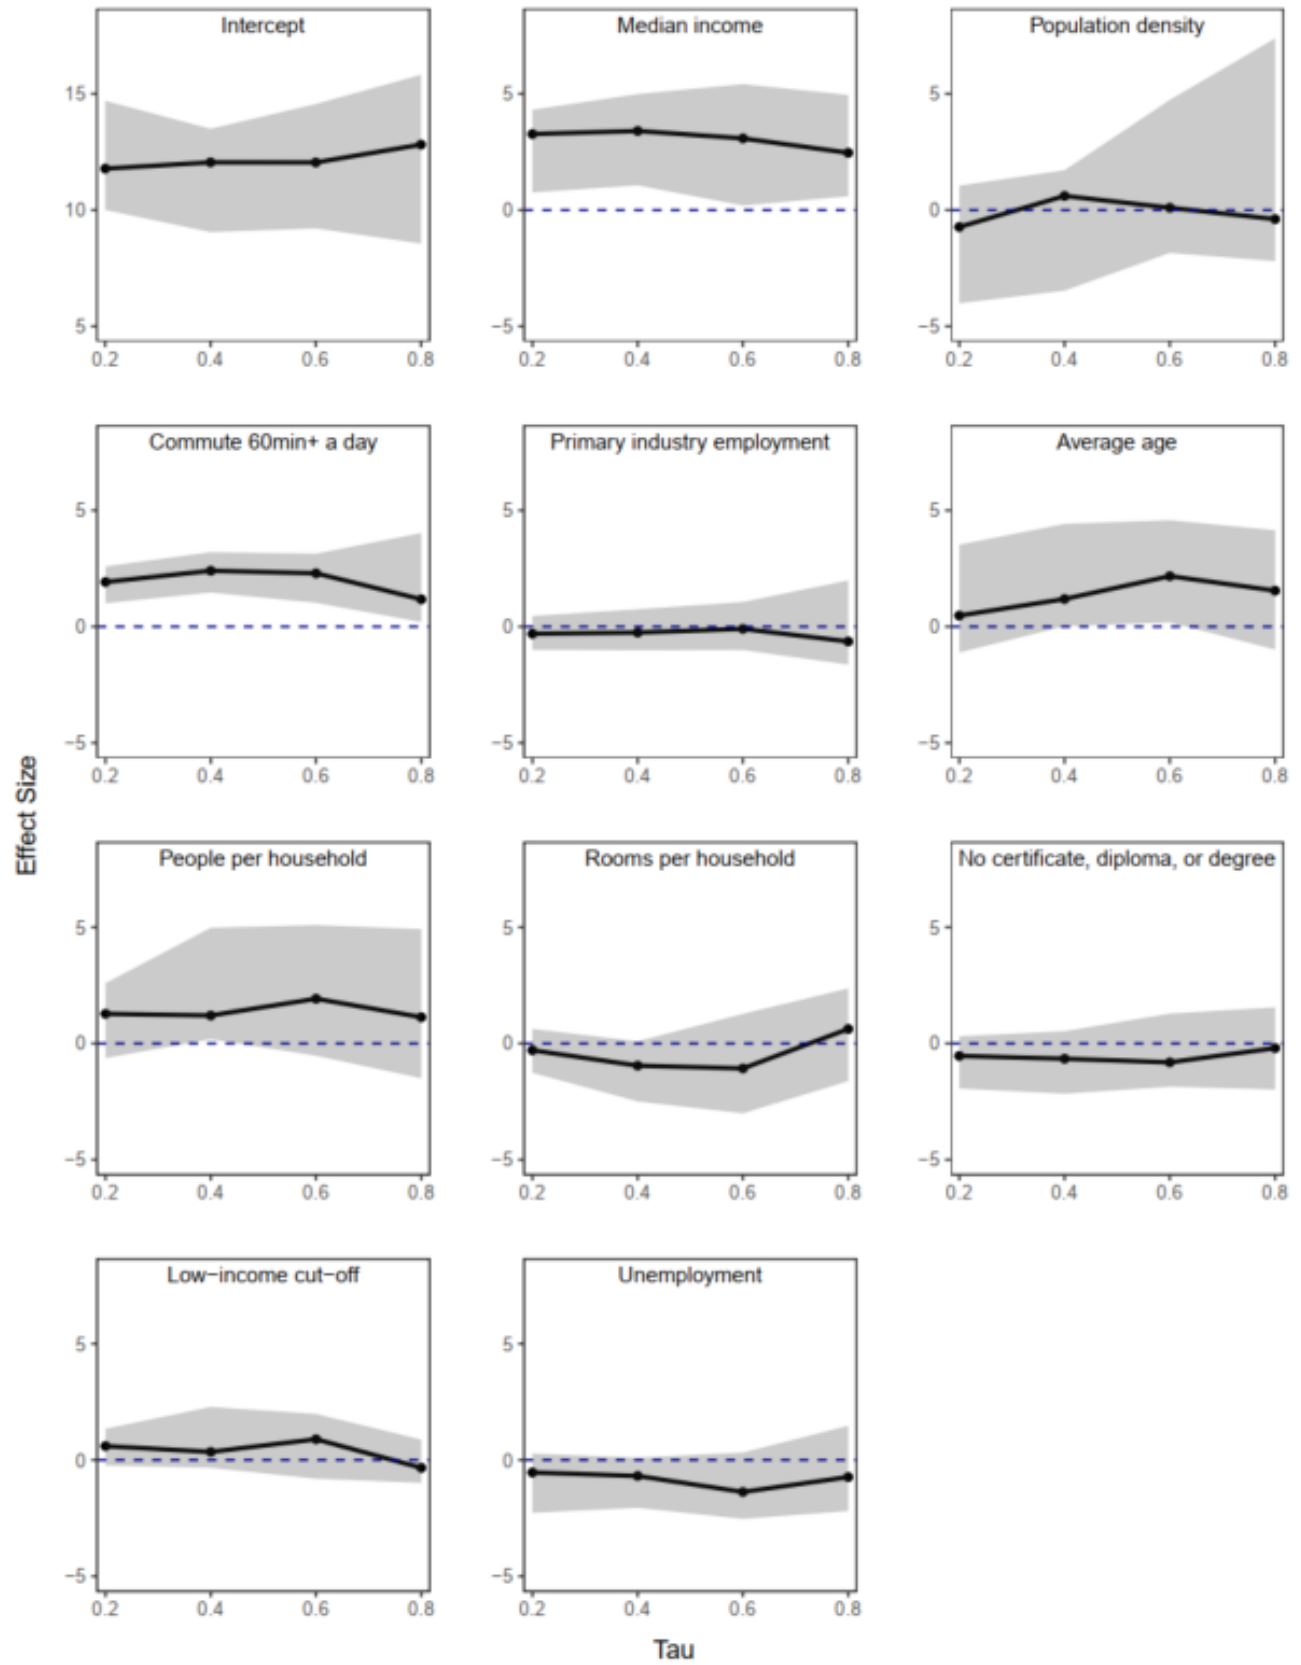 Intercept
Median income
Population density
15
10
5
5
0
−5
5
0
−5
0.2 0.4 0.6 0.8
0.2 0.4 0.6 0.8
0.2 0.4 0.6 0.8
Commute 60min+ a day
Primary industry employment
Average age
5
0
−5
5
0
−5
5
0
−5
0.2 0.4 0.6 0.8
0.2 0.4 0.6 0.8
0.2 0.4 0.6 0.8
Effect Size
People per household
Rooms per household
No certificate, diploma, or degree
5
0
−5
5
0
−5
5
0
−5
0.2 0.4 0.6 0.8
0.2 0.4 0.6 0.8
0.2 0.4 0.6 0.8
Low−income cut−off
Unemployment
5
0
−5
5
0
−5
0.2 0.4 0.6 0.8
0.2 0.4 0.6 0.8
Tau